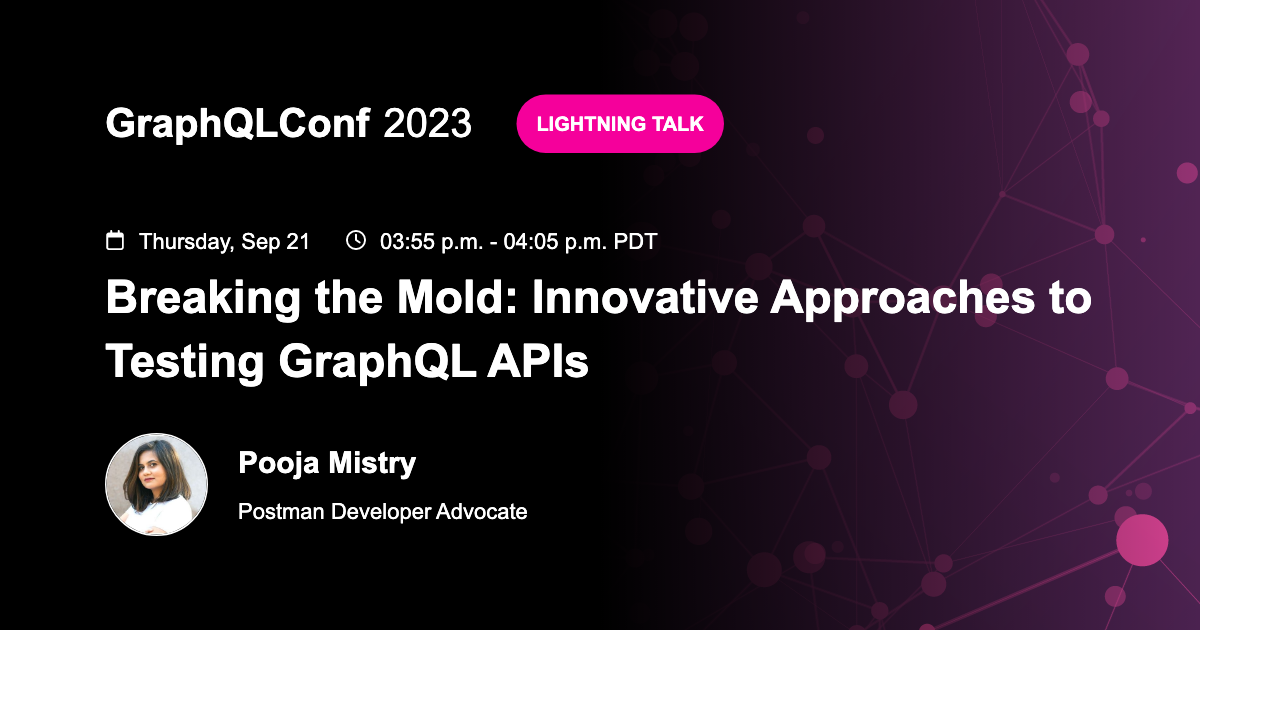 GraphQLConf 2023 LIGHTNING TALK
Thursday, Sep 21 03:55 p.m. - 04:05 p.m. PDT
Breaking the Mold: Innovative Approaches to
Testing GraphQL APIs
Pooja Mistry
Postman Developer Advocate